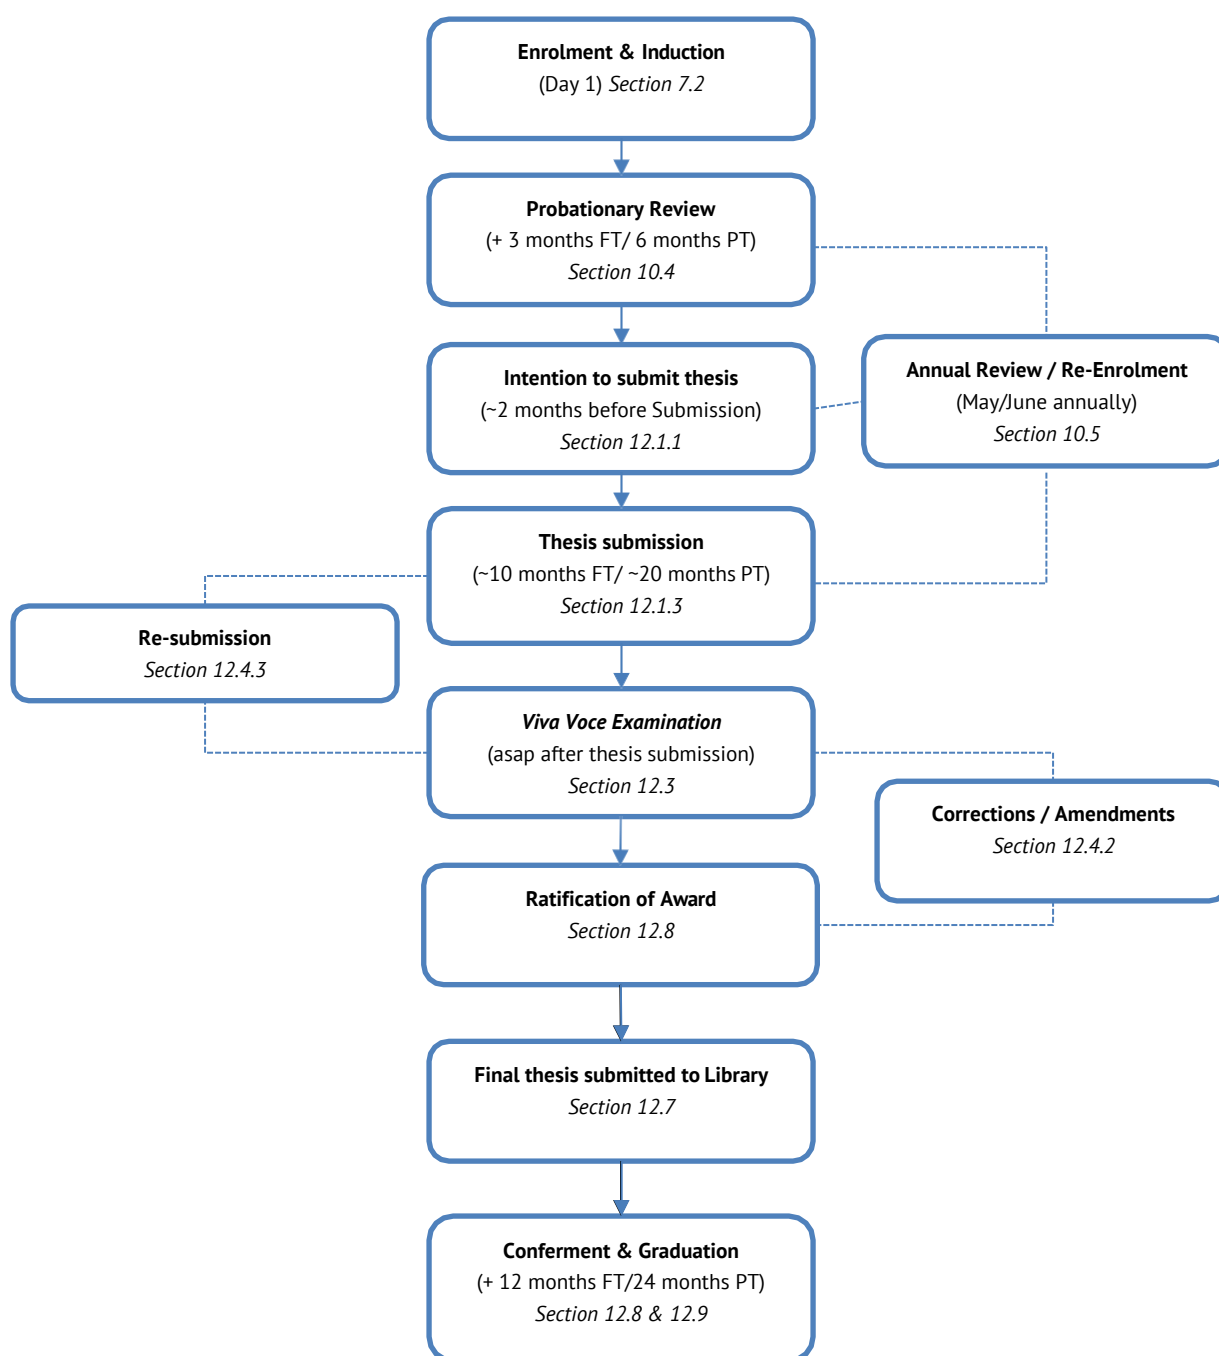 Enrolment & Induction
(Day 1) Section 7.2
Probationary Review
(+ 3 months FT/ 6 months PT)
Section 10.4
Intention to submit thesis
(~2 months before Submission)
Section 12.1.1
Annual Review / Re-Enrolment
(May/June annually)
Section 10.5
Thesis submission
(~10 months FT/ ~20 months PT)
Section 12.1.3
Re-submission
Section 12.4.3
Viva Voce Examination
(asap after thesis submission)
Section 12.3
Corrections / Amendments
Section 12.4.2
Ratification of Award
Section 12.8
Final thesis submitted to Library
Section 12.7
Conferment & Graduation
(+ 12 months FT/24 months PT)
Section 12.8 & 12.9